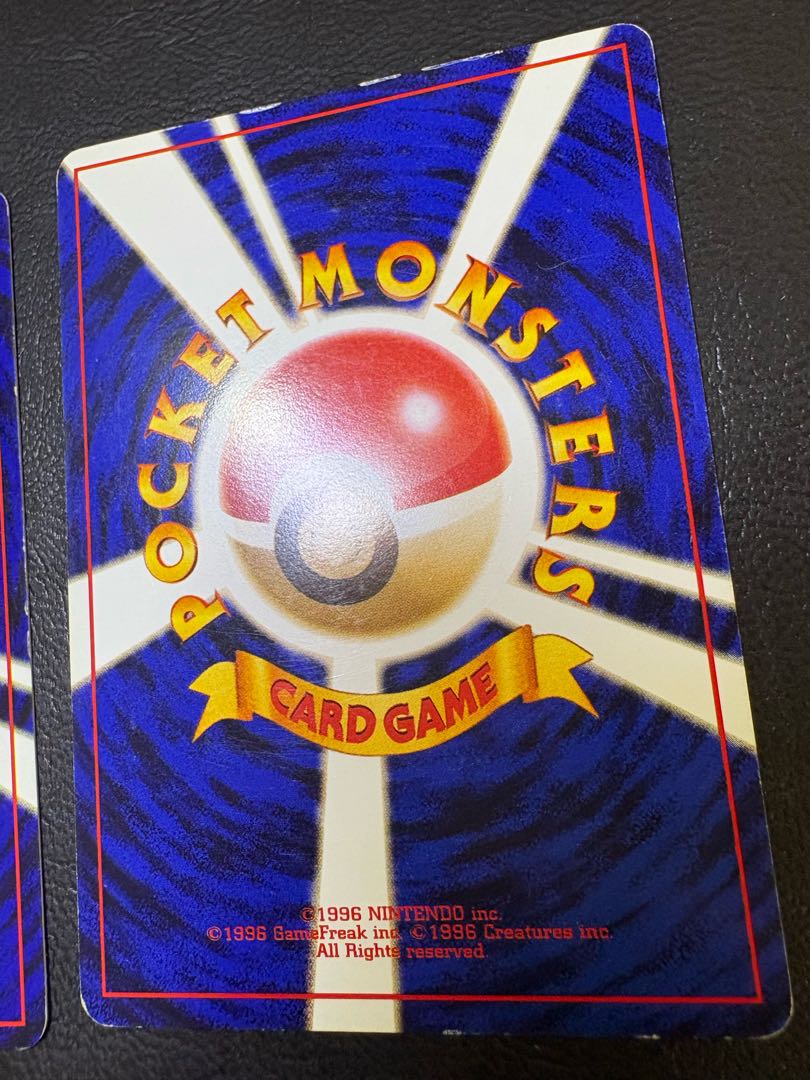 POCKET MONSTERS
CARD GAME
©1996 NINTENDO inc.
©1996 GameFreak inc. ©1996 Creatures inc.
All Rights reserved.